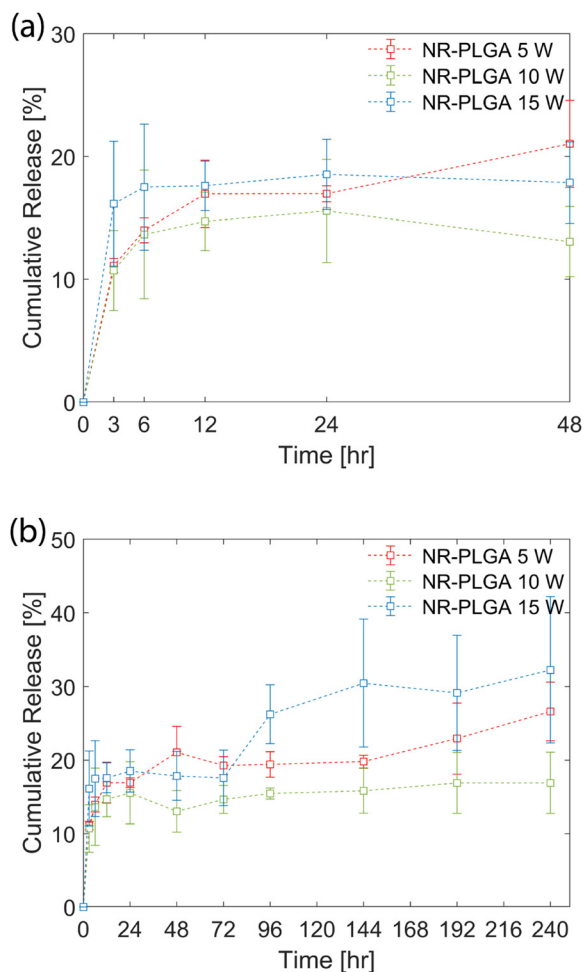 (a)
30
20
10
0
Cumulative Release [%]
NR-PLGA 5 W
NR-PLGA 10 W
NR-PLGA 15 W
0 3 6 12 24 48
Time [hr]
(b)
50
40
30
20
10
0
Cumulative Release [%]
NR-PLGA 5 W
NR-PLGA 10 W
NR-PLGA 15 W
0 24 48 72 96 120 144 168 192 216 240
Time [hr]